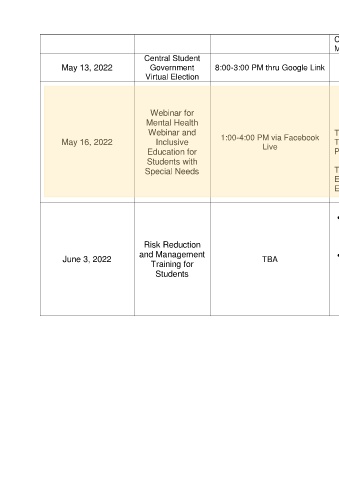 C
M
May 13, 2022
Central Student
Government
Virtual Election
8:00-3:00 PM thru Google Link
May 16, 2022
Webinar for
Mental Health
Webinar and
Inclusive
Education for
Students with
Special Needs
1:00-4:00 PM via Facebook
Live
T
T
P
T
E
E
June 3, 2022
Risk Reduction
and Management
Training for
Students
TBA